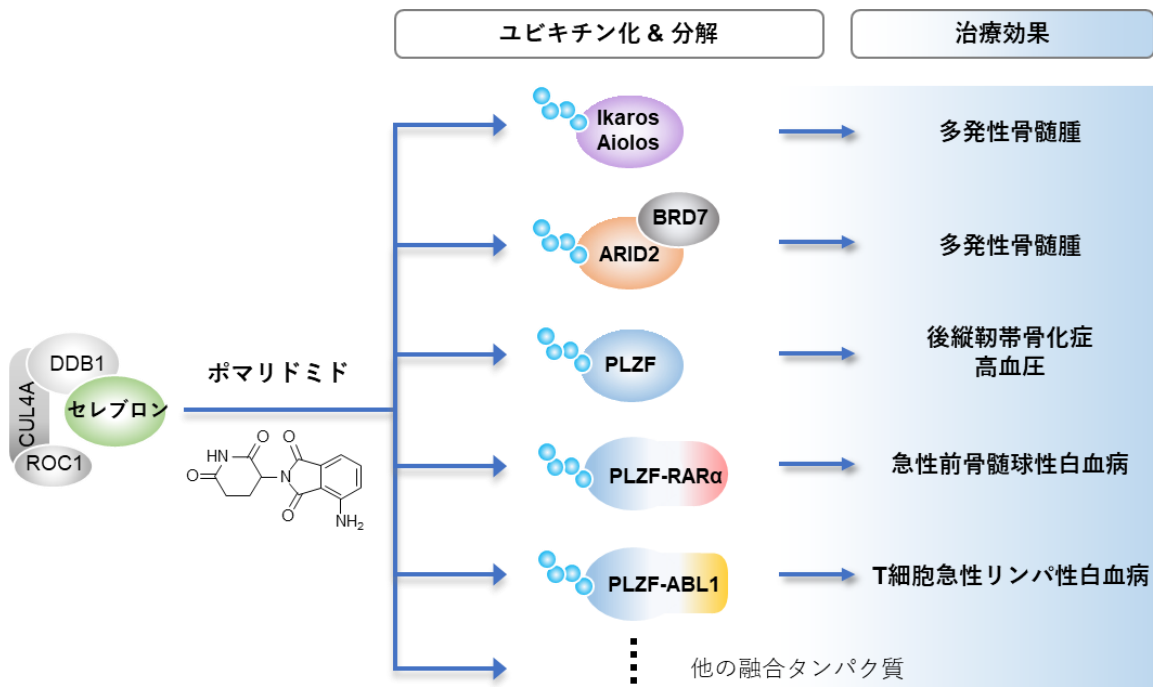 ユビキチン化 & 分解
治療効果
Ikaros
Aiolos
多発性骨髄腫
BRD7
ARID2
多発性骨髄腫
DDB1
CUL4A
セレブロン
ROC1
ポマリドミド
O
HN
O
O
N
O
NH2
PLZF
後縦靭帯骨化症
高血圧
PLZF-RARα
急性前骨髄球性白血病
PLZF-ABL1
T細胞急性リンパ性白血病
他の融合タンパク質